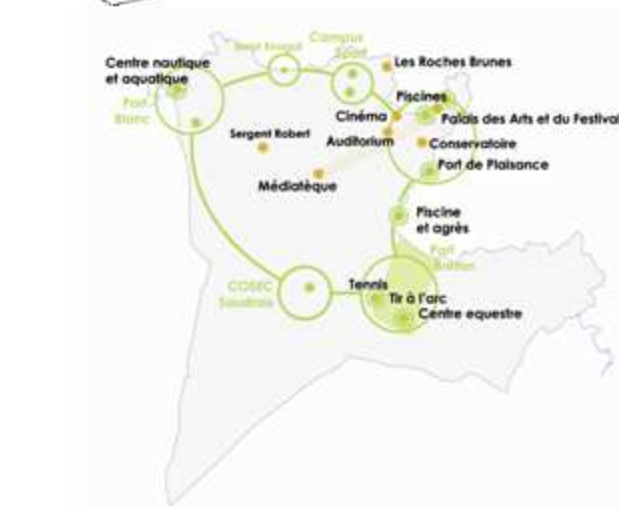 Campus
Sport
Les Roches Brunes
Centre nautique
et aquatique
Port
Blanc
Piscines
Cinéma
Palais des Arts et du Festival
Sergent Robert
Auditorium
Conservatoire
Port de Plaisance
Médiatèque
Piscine
et agrès
Port
Tennis
COSEC
Tir à l'arc
Centre equestre